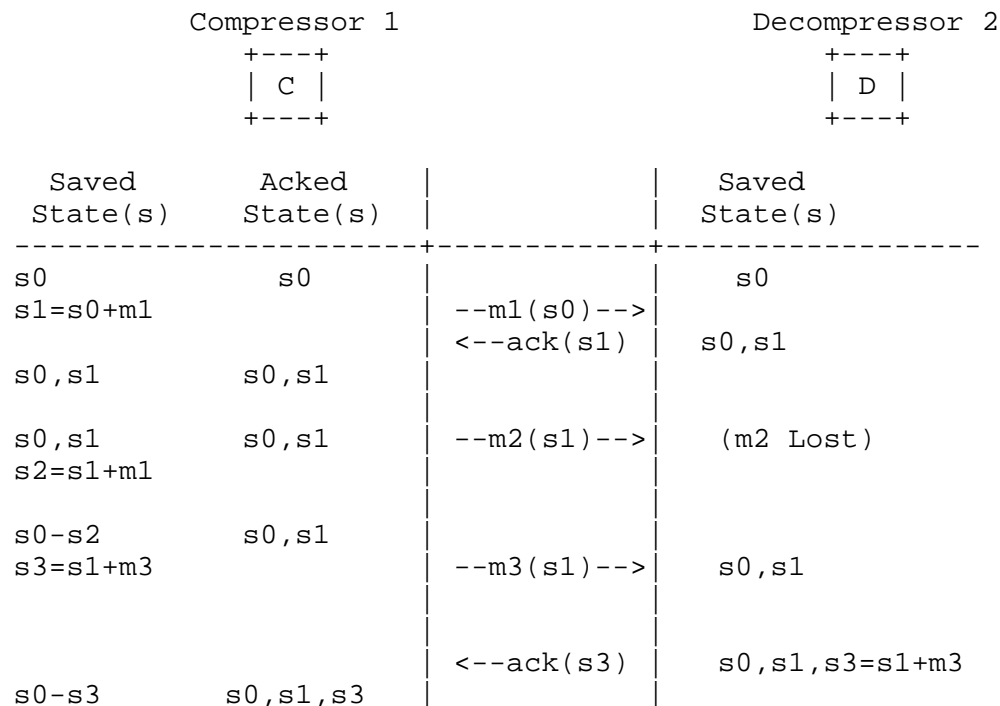 Compressor 1                     Decompressor 2
+---+                            +---+
| C |                            | D |
+---+                            +---+
  Saved        Acked     |            |   Saved
 State(s)     State(s)   |            |  State(s)
-----------------------+------------+------------------
s0             s0        |            |    s0
s1=s0+m1                 | --m1(s0)-->|
                         | <--ack(s1) |  s0,s1
s0,s1        s0,s1       |            |
                         |            |
s0,s1        s0,s1       | --m2(s1)-->|   (m2 Lost)
s2=s1+m1                 |            |
                         |            |
s0-s2        s0,s1       |            |
s3=s1+m3                 | --m3(s1)-->|   s0,s1
                         |            |
                         |            |
                         | <--ack(s3) |   s0,s1,s3=s1+m3
s0-s3       s0,s1,s3     |            |